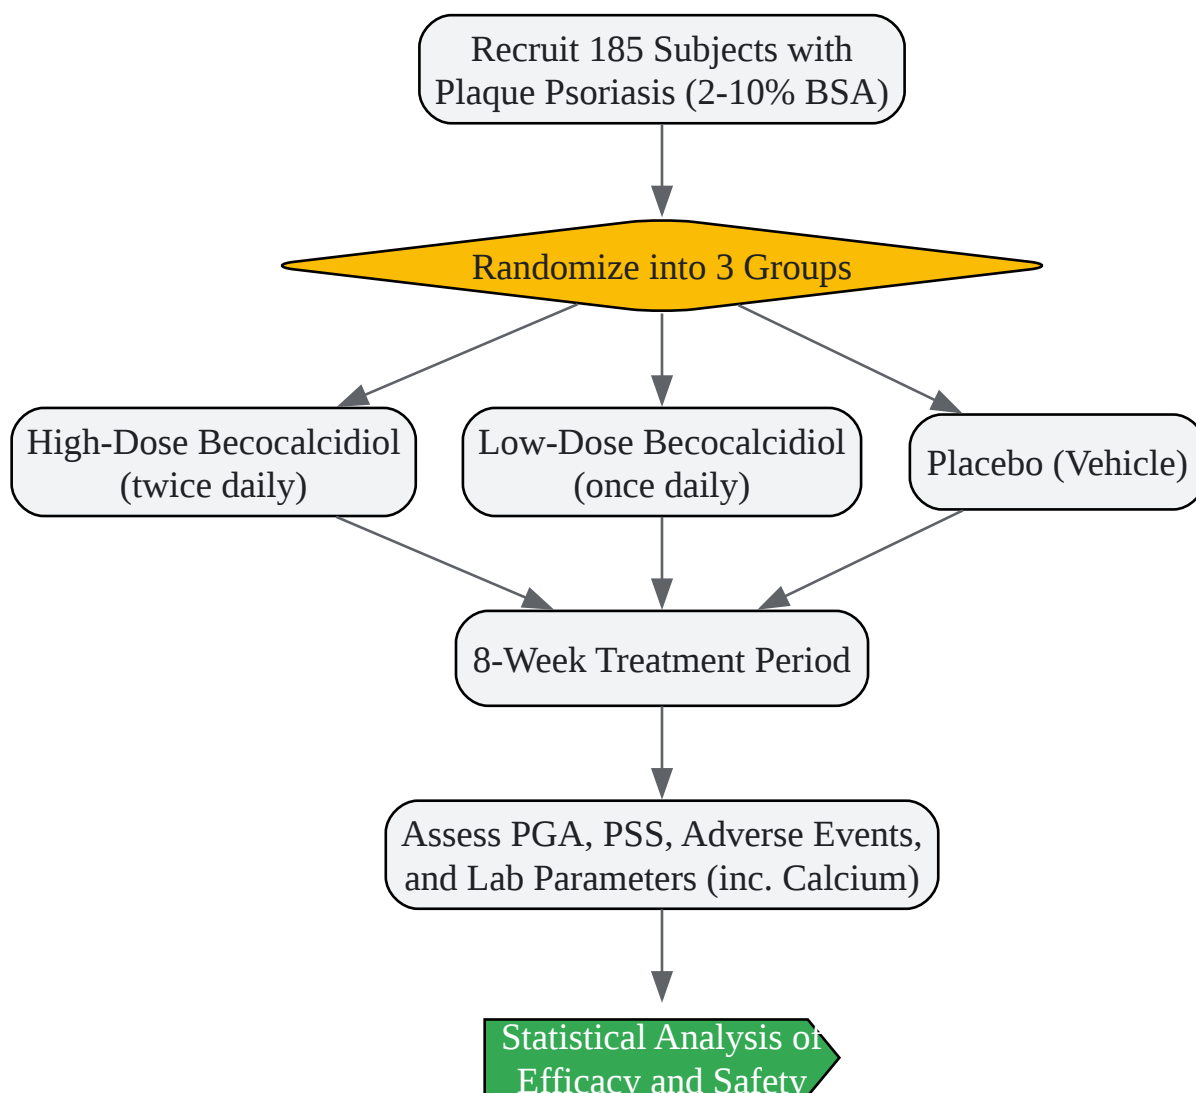 Recruit 185 Subjects with
Plaque Psoriasis (2-10% BSA)
Randomize into 3 Groups
High-Dose Becocalcidiol
(twice daily)
Low-Dose Becocalcidiol
(once daily)
Placebo (Vehicle)
8-Week Treatment Period
Assess PGA, PSS, Adverse Events,
and Lab Parameters (inc. Calcium)
Statistical Analysis of
Efficacy and Safety